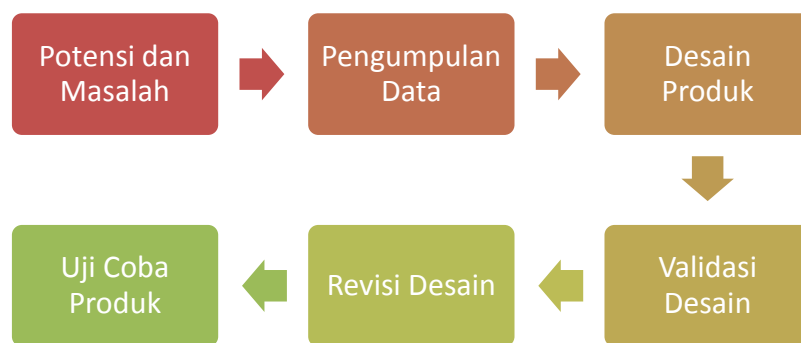 Potensi dan
Masalah
Pengumpulan
Data
Desain
Produk
Validasi
Desain
Revisi Desain
Uji Coba
Produk